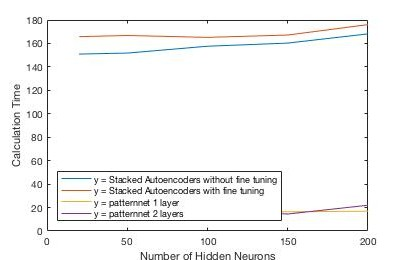 180
160
140
120
100
80
60
40
20
0
Calculation Time
y = Stacked Autoencoders without fine tuning
y = Stacked Autoencoders with fine tuning
y = patternnet 1 layer
y = patternnet 2 layers
0 50 100 150 200
Number of Hidden Neurons